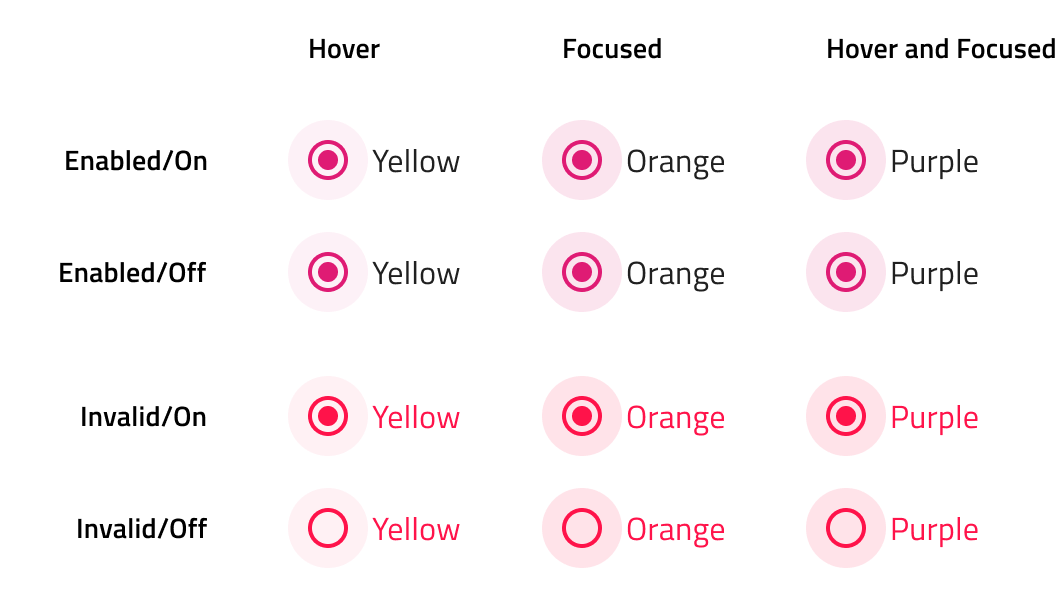 Hover Focused Hover and Focused
Enabled/On Yellow Orange Purple
Enabled/Off Yellow Orange Purple
Invalid/On Yellow Orange Purple
Invalid/Off Yellow Orange Purple